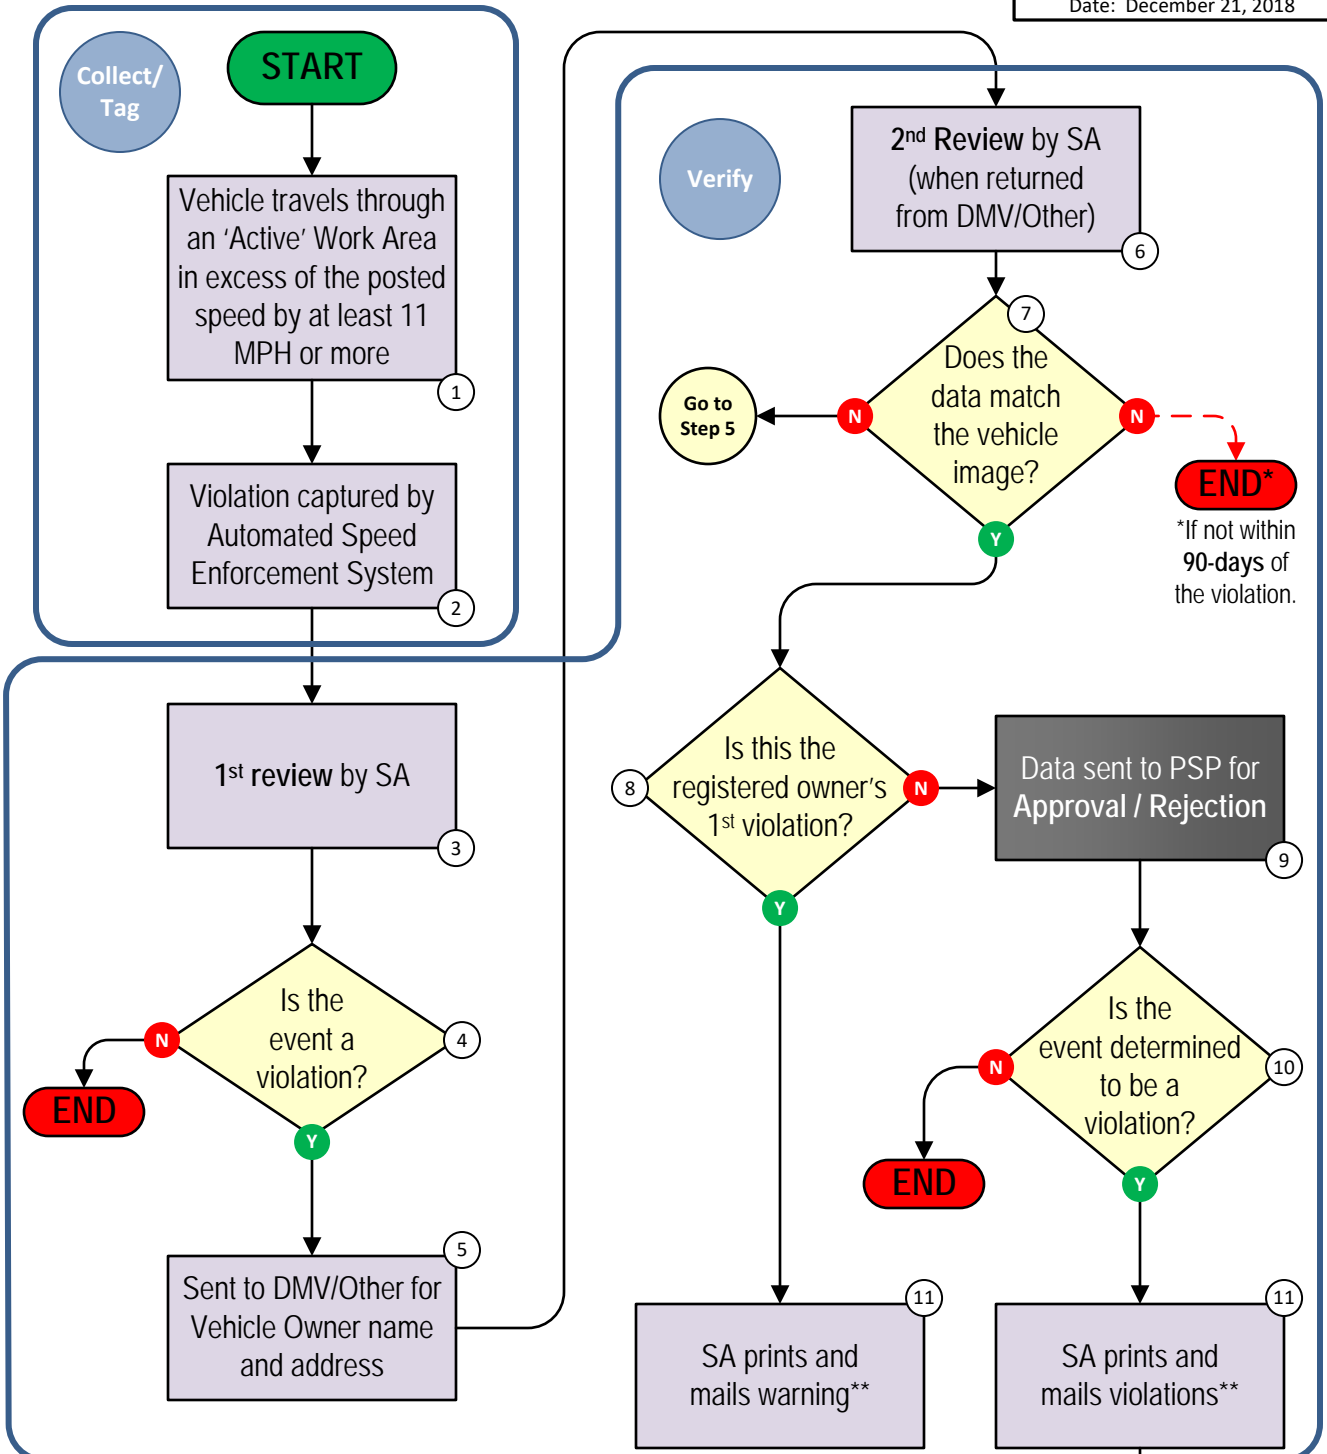 Date: December 21, 2018
Collect/
Tag
START
Vehicle travels through
an ‘Active’ Work Area
in excess of the posted
speed by at least 11
MPH or more
1
Violation captured by
Automated Speed
Enforcement System
2
1st review by SA
3
Is the
event a
violation?
4
N
END
Y
5
Sent to DMV/Other for
Vehicle Owner name
and address
Verify
2nd Review by SA
(when returned
from DMV/Other)
6
7
Does the
data match
the vehicle
image?
N
Go to
Step 5
N
END*
*If not within
90-days of
the violation.
Y
8
Is this the
registered owner's
1st violation?
N
Y
Data sent to PSP for
Approval / Rejection
9
Is the
event determined
to be a
violation?
10
N
END
Y
11
SA prints and
mails warning**
11
SA prints and
mails violations**